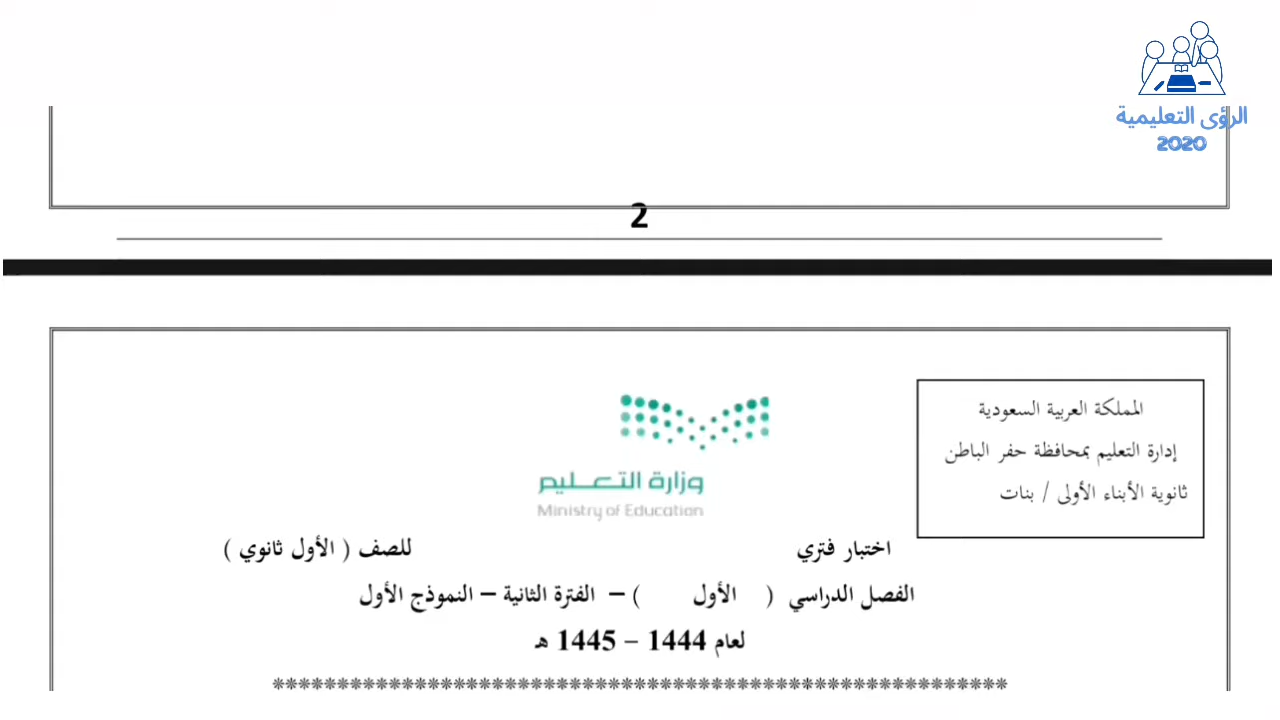 الرؤى التعليمية
2020
2
المملكة العربية السعودية
إدارة التعليم بمحافظة حفر الباطن
ثانوية الأبناء الأولى / بنات
وزارة التعـــليم
Ministry of Education
اختبار فتري للصف ( الأول ثانوي )
الفصل الدراسي ( الأول ) – الفترة الثانية – النموذج الأول
لعام 1444 – 1445 هـ
**********************************************************